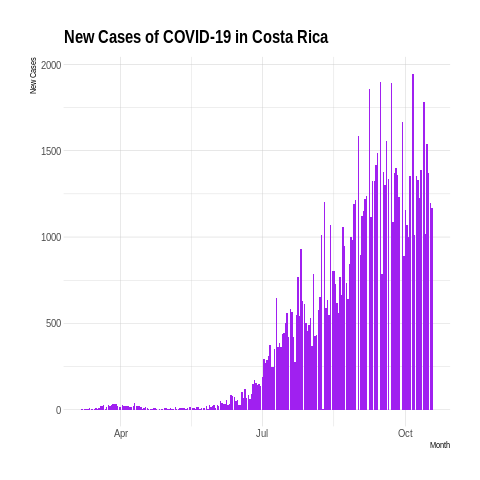 New Cases of COVID-19 in Costa Rica
New Cases
2000
1500
1000
500
0
Apr
Jul
Oct
Month